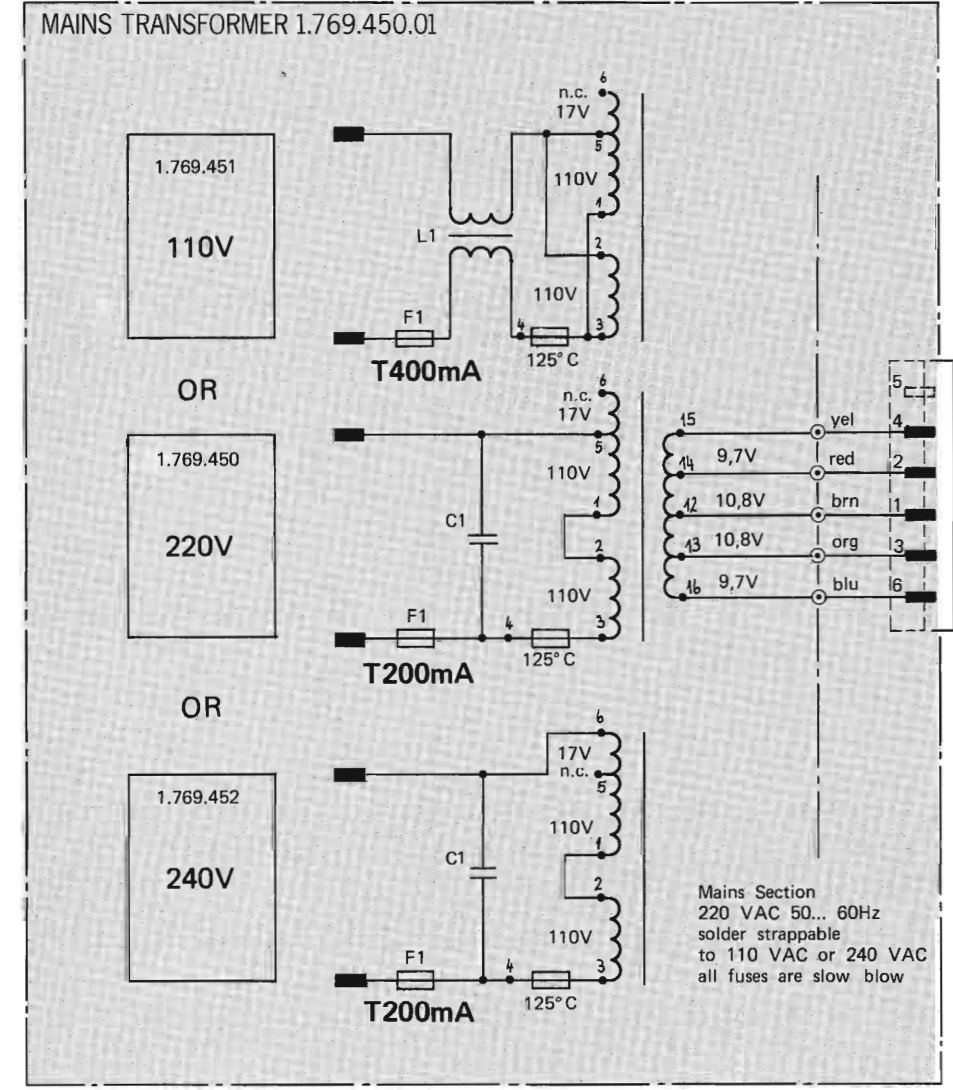 MAINS TRANSFORMER 1.769.450.01
1.769.451
110V
L1
F1
T400mA
4
125°C
6
n.c.
17V
5
110V
1
2
110V
3
OR
1.769.450
220V
C1
F1
T200mA
4
125°C
6
n.c.
17V
5
110V
1
2
110V
3
15
14
12
13
16
9,7V
10,8V
10,8V
9,7V
yel
red
brn
org
blu
5
4
2
1
3
6
OR
1.769.452
240V
C1
F1
T200mA
4
125°C
6
17V
n.c.
5
110V
1
2
110V
3
Mains Section
220 VAC 50... 60Hz
solder strappable
to 110 VAC or 240 VAC
all fuses are slow blow